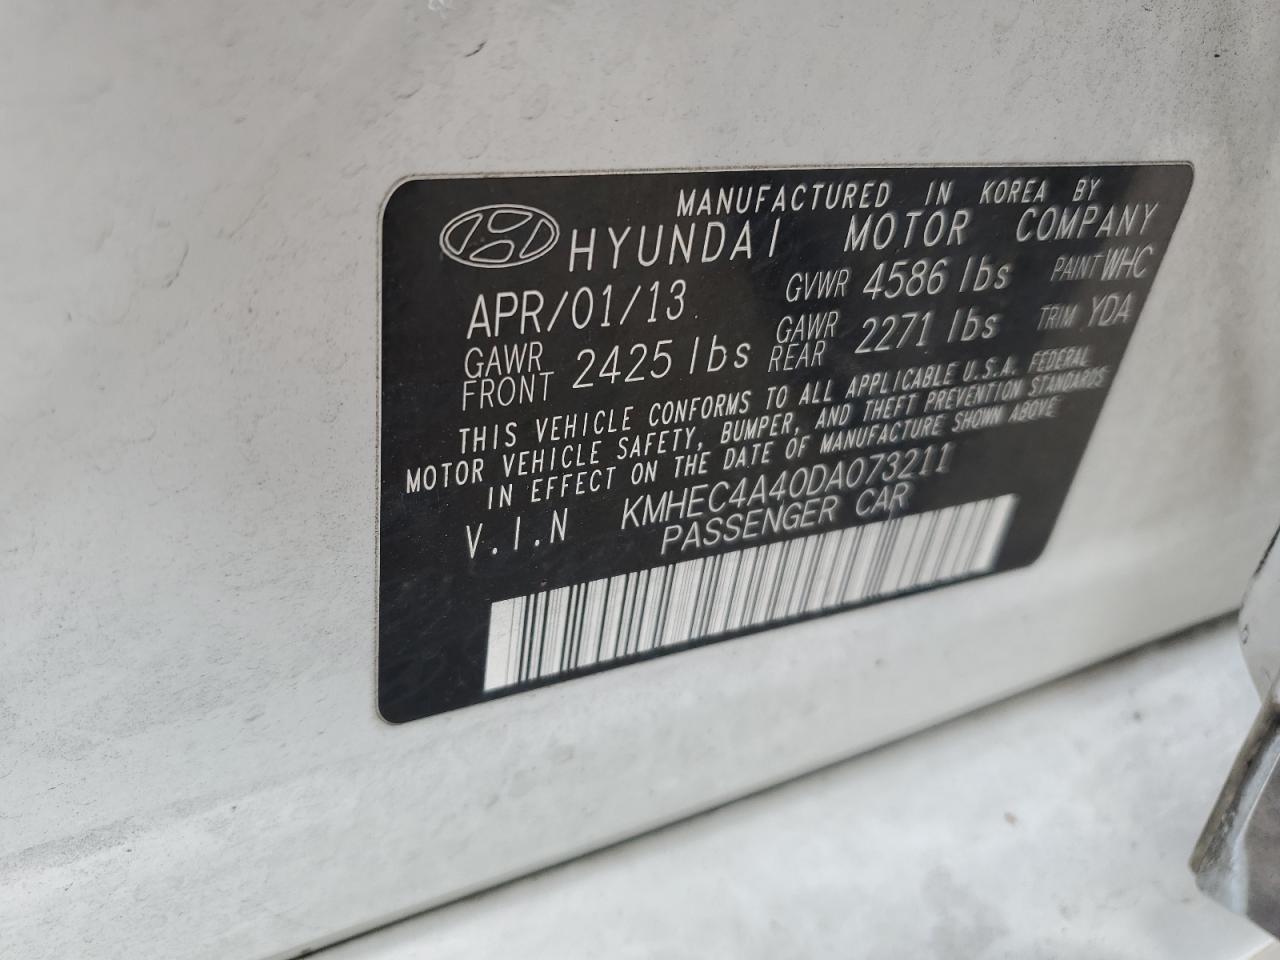 MANUFACTURED IN KOREA BY
HYUNDAI MOTOR COMPANY
APR/01/13 GVWR 4586 lbs PAINT WHC
GAWR FRONT 2425 lbs GAWR REAR 2271 lbs TRIM YDA
THIS VEHICLE CONFORMS TO ALL APPLICABLE U.S.A. FEDERAL
MOTOR VEHICLE SAFETY, BUMPER, AND THEFT PREVENTION STANDARDS
IN EFFECT ON THE DATE OF MANUFACTURE SHOWN ABOVE
V.I.N KMHEC4A40DA073211
PASSENGER CAR